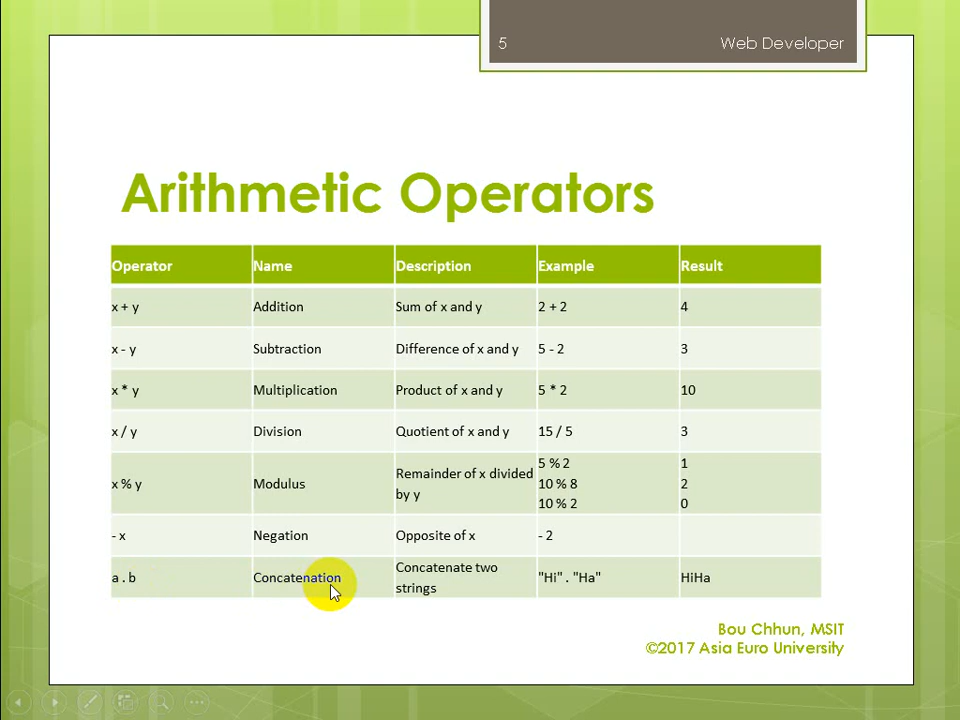 5 Web Developer
Arithmetic Operators
Operator Name Description Example Result
x + y Addition Sum of x and y 2 + 2 4
x - y Subtraction Difference of x and y 5 - 2 3
x * y Multiplication Product of x and y 5 * 2 10
x / y Division Quotient of x and y 15 / 5 3
x % y Modulus Remainder of x divided by y 5 % 2 1
10 % 8 2
10 % 2 0
- x Negation Opposite of x - 2
a . b Concatenation Concatenate two strings "Hi" . "Ha" HiHa
Bou Chhun, MSIT
©2017 Asia Euro University